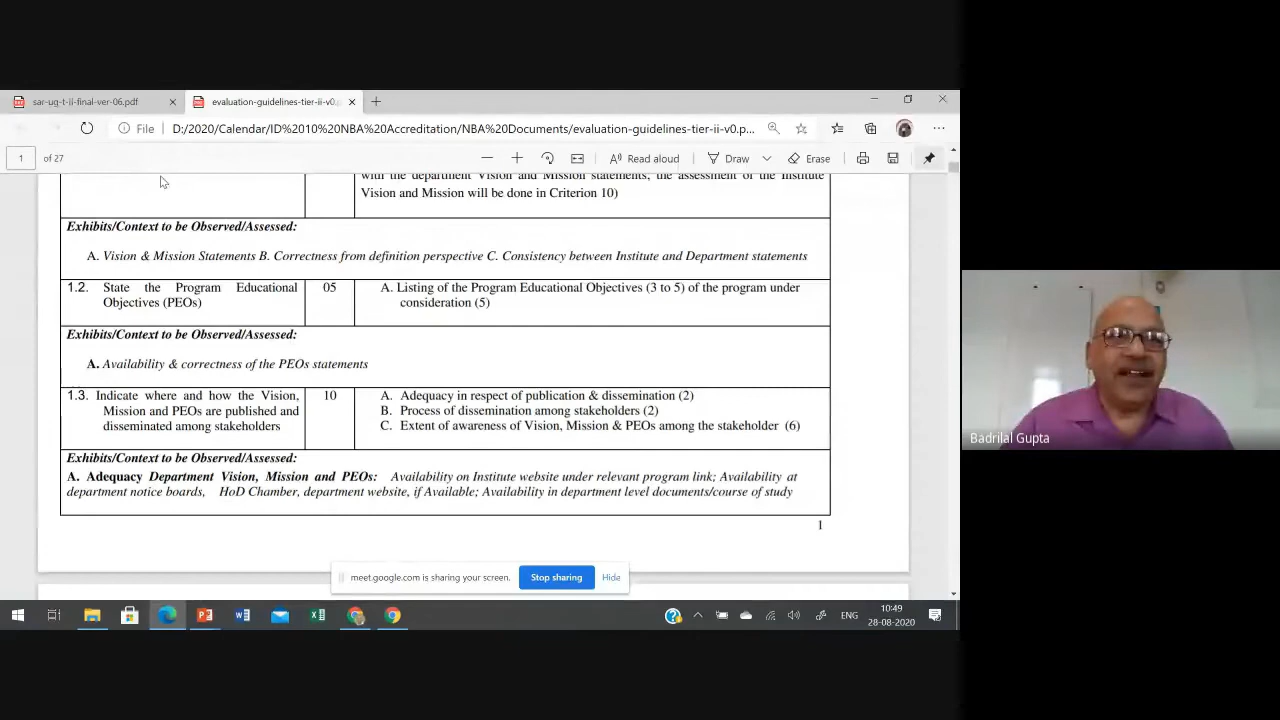 sar-ug-t-ii-final-ver-06.pdf
evaluation-guidelines-tier-ii-v0.p
File
D:/2020/Calendar/ID%2010%20NBA%20Accreditation/NBA%20Documents/evaluation-guidelines-tier-ii-v0.p...
1 of 27
Read aloud
Draw
Erase
with the department Vision and Mission statements, the assessment of the Institute
Vision and Mission will be done in Criterion 10)
Exhibits/Context to be Observed/Assessed:
A. Vision & Mission Statements B. Correctness from definition perspective C. Consistency between Institute and Department statements
1.2. State the Program Educational
Objectives (PEOs)
05
A. Listing of the Program Educational Objectives (3 to 5) of the program under
consideration (5)
Exhibits/Context to be Observed/Assessed:
A. Availability & correctness of the PEOs statements
1.3. Indicate where and how the Vision,
Mission and PEOs are published and
disseminated among stakeholders
10
A. Adequacy in respect of publication & dissemination (2)
B. Process of dissemination among stakeholders (2)
C. Extent of awareness of Vision, Mission & PEOs among the stakeholder (6)
Exhibits/Context to be Observed/Assessed:
A. Adequacy Department Vision, Mission and PEOs: Availability on Institute website under relevant program link; Availability at
department notice boards, HoD Chamber, department website, if Available; Availability in department level documents/course of study
1
meet.google.com is sharing your screen.
Stop sharing
Hide
ENG
10:49
28-08-2020
Badrilal Gupta